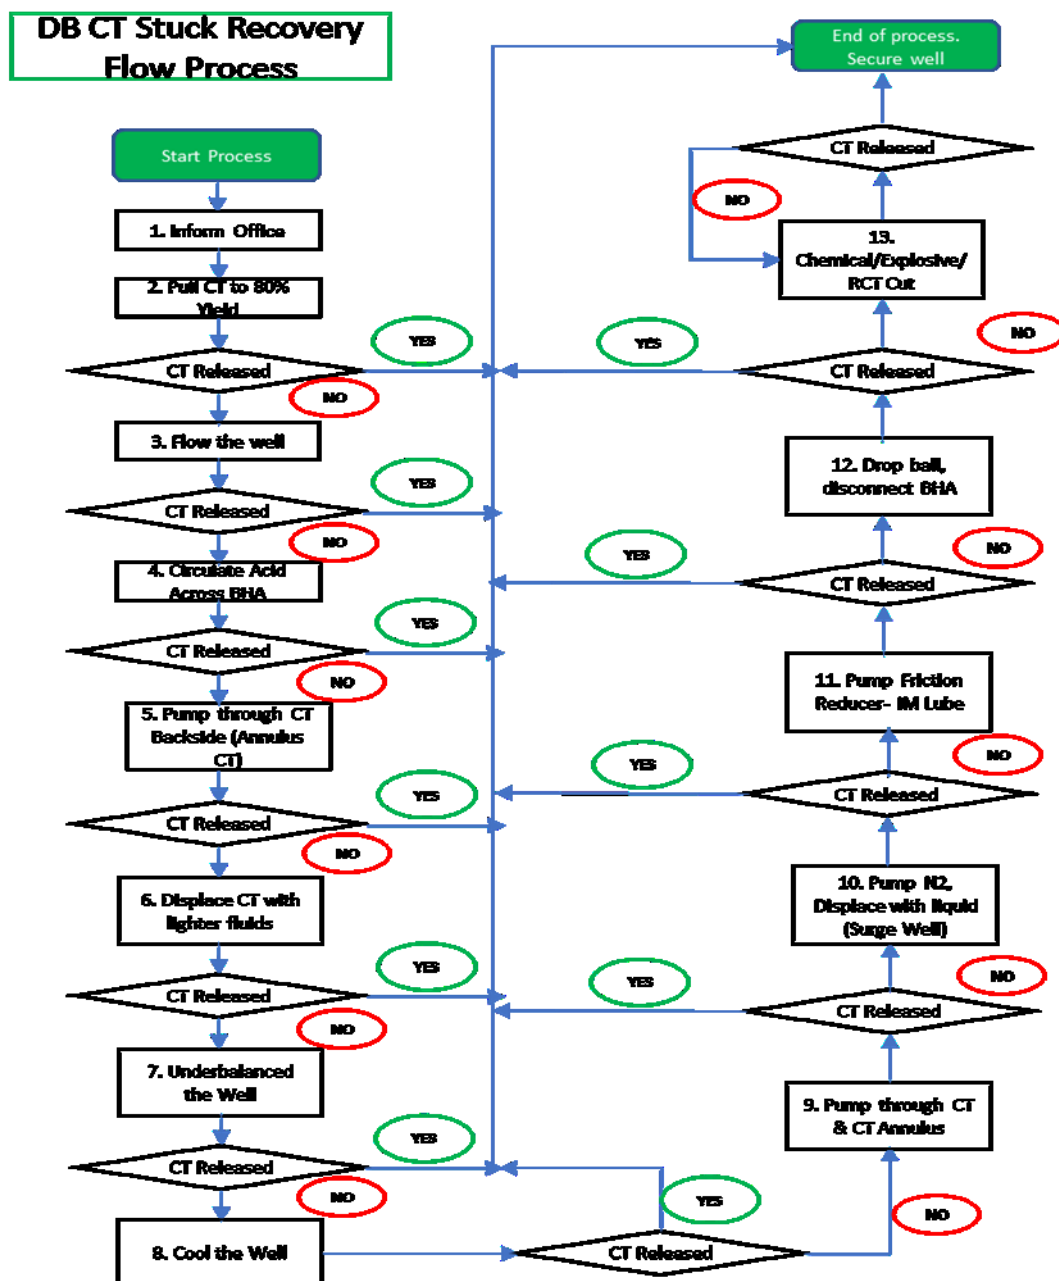 DB CT Stuck Recovery
Flow Process
Start Process
1. Inform Office
2. Pull CT to 80%
Yield
YES
CT Released
NO
3. Flow the well
YES
CT Released
NO
4. Circulate Acid
Across BHA
YES
CT Released
NO
5. Pump through CT
Backside (Annulus
CT)
YES
CT Released
NO
6. Displace CT with
lighter fluids
YES
CT Released
NO
7. Underbalanced
the Well
YES
CT Released
NO
8. Cool the Well
YES
CT Released
NO
9. Pump through CT
& CT Annulus
CT Released
YES
NO
10. Pump N2,
Displace with liquid
(Surge Well)
CT Released
YES
NO
11. Pump Friction
Reducer- IM Lube
CT Released
YES
NO
12. Drop ball,
disconnect BHA
CT Released
YES
NO
13.
Chemical/Explosive/
RCT Cut
NO
CT Released
End of process.
Secure well